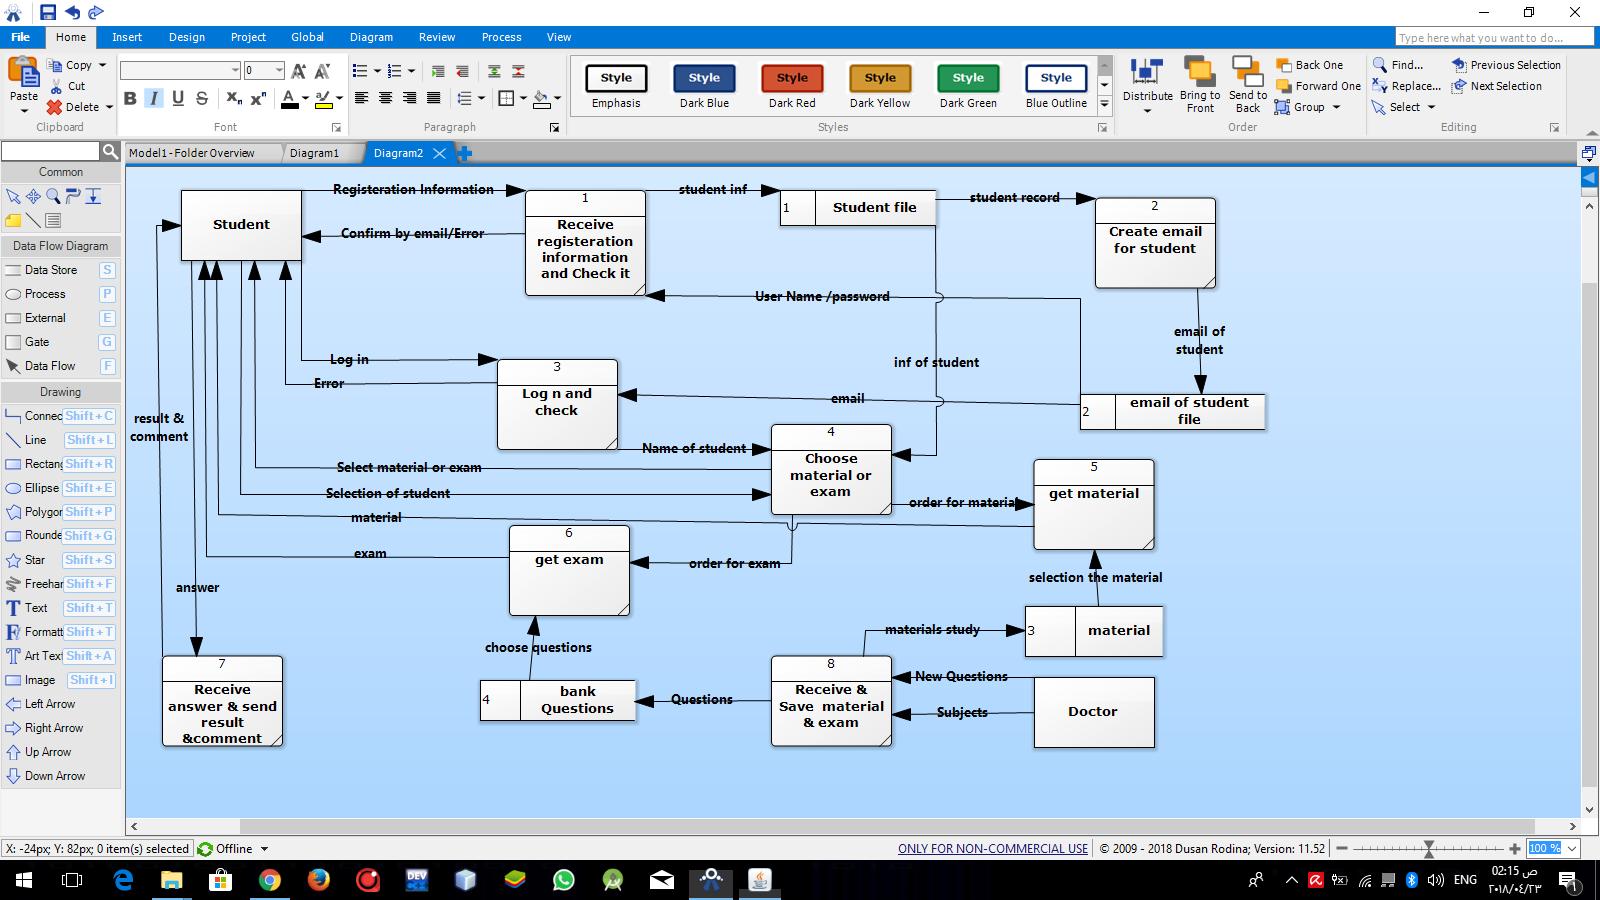 File
Home
Insert
Design
Project
Global
Diagram
Review
Process
View
Type here what you want to do...
Paste
Copy
Cut
Delete
Clipboard
0
B I U S X₂ Xˣ A
Font
Paragraph
Style
Emphasis
Style
Dark Blue
Style
Dark Red
Style
Dark Yellow
Style
Dark Green
Style
Blue Outline
Styles
Distribute
Bring to
Front
Send to
Back
Back One
Forward One
Group
Order
Find...
Replace...
Select
Previous Selection
Next Selection
Editing
Model1 - Folder Overview
Diagram1
Diagram2
Common
Data Flow Diagram
Data Store S
Process P
External E
Gate G
Data Flow F
Drawing
Connec Shift+C
Line Shift+L
Rectang Shift+R
Ellipse Shift+E
Polygor Shift+P
Rounde Shift+G
Star Shift+S
Freehar Shift+F
Text Shift+T
Formatt Shift+T
Art Text Shift+A
Image Shift+I
Left Arrow
Right Arrow
Up Arrow
Down Arrow
Student
Registeration Information
Confirm by email/Error
1
Receive
registeration
information
and Check it
student inf
1 Student file
student record
2
Create email
for student
User Name /password
email of
student
inf of student
Log in
Error
3
Log n and
check
email
2
email of student
file
result &
comment
Name of student
4
Choose
material or
exam
Select material or exam
Selection of student
material
order for material
5
get material
exam
6
get exam
order for exam
selection the material
answer
choose questions
materials study
3 material
7
Receive
answer & send
result
&comment
4
bank
Questions
Questions
8
Receive &
Save material
& exam
New Questions
Subjects
Doctor
X: -24px; Y: 82px; 0 item(s) selected
Offline
ONLY FOR NON-COMMERCIAL USE
© 2009 - 2018 Dusan Rodina; Version: 11.52
100 %
DEV
ENG
02:15 ص
٢٠١٨/٠٤/٢٣
1